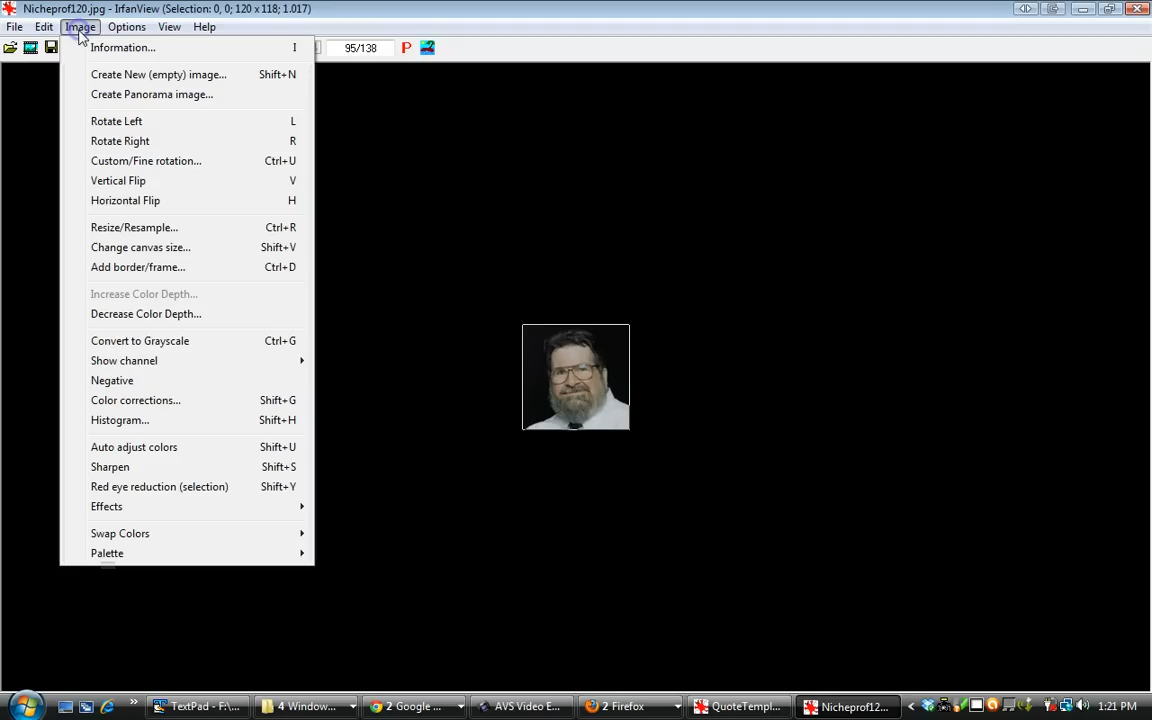 Nicheprof120.jpg - IrfanView (Selection: 0, 0; 120 x 118; 1.017)
File Edit Image Options View Help
95/138
Information... I
Create New (empty) image... Shift+N
Create Panorama image...
Rotate Left L
Rotate Right R
Custom/Fine rotation... Ctrl+U
Vertical Flip V
Horizontal Flip H
Resize/Resample... Ctrl+R
Change canvas size... Shift+V
Add border/frame... Ctrl+D
Increase Color Depth...
Decrease Color Depth...
Convert to Grayscale Ctrl+G
Show channel
Negative
Color corrections... Shift+G
Histogram... Shift+H
Auto adjust colors Shift+U
Sharpen Shift+S
Red eye reduction (selection) Shift+Y
Effects
Swap Colors
Palette
TextPad - F:\... 4 Window... 2 Google ... AVS Video E... 2 Firefox QuoteTempl... Nicheprof12... 1:21 PM